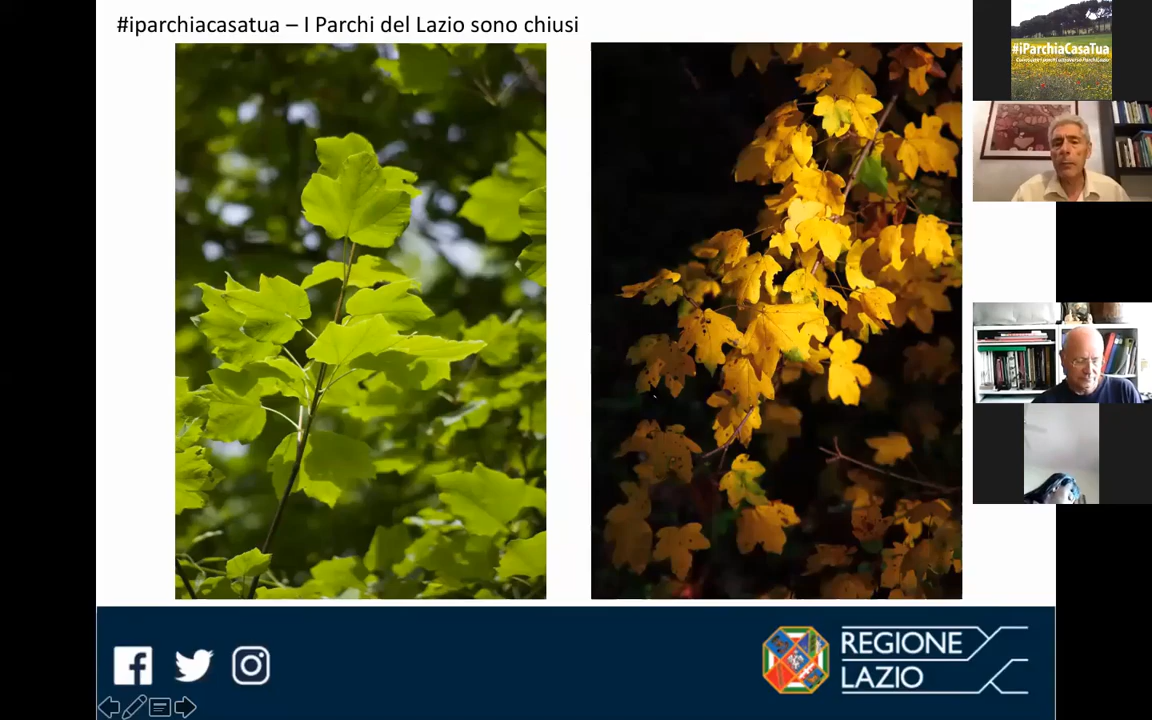 #iparchiacasatua – I Parchi del Lazio sono chiusi
#iParchiaCasaTua
REGIONE
LAZIO